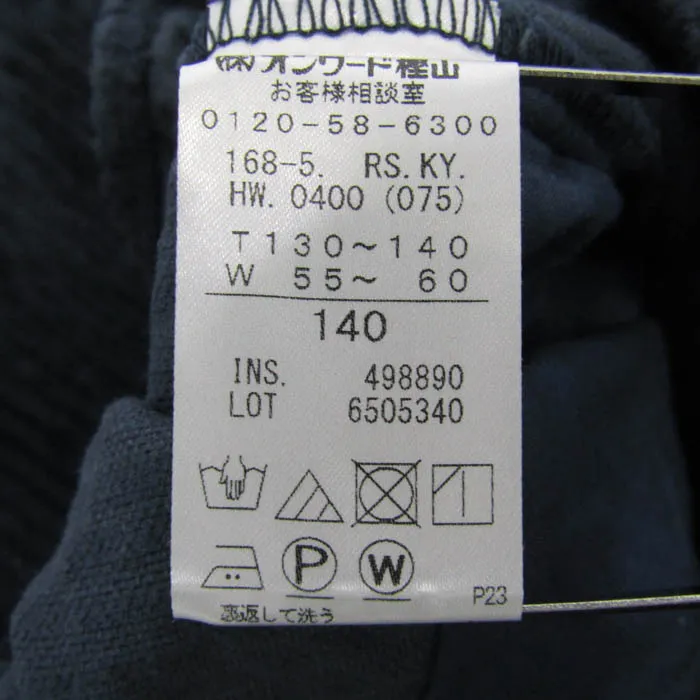 (株)オンワード樫山
お客様相談室
0120-58-6300
168-5. RS. KY.
HW. 0400 (075)
T 130～140
W 55～ 60
140
INS. 498890
LOT 6505340
P W
P23
裏返して洗う